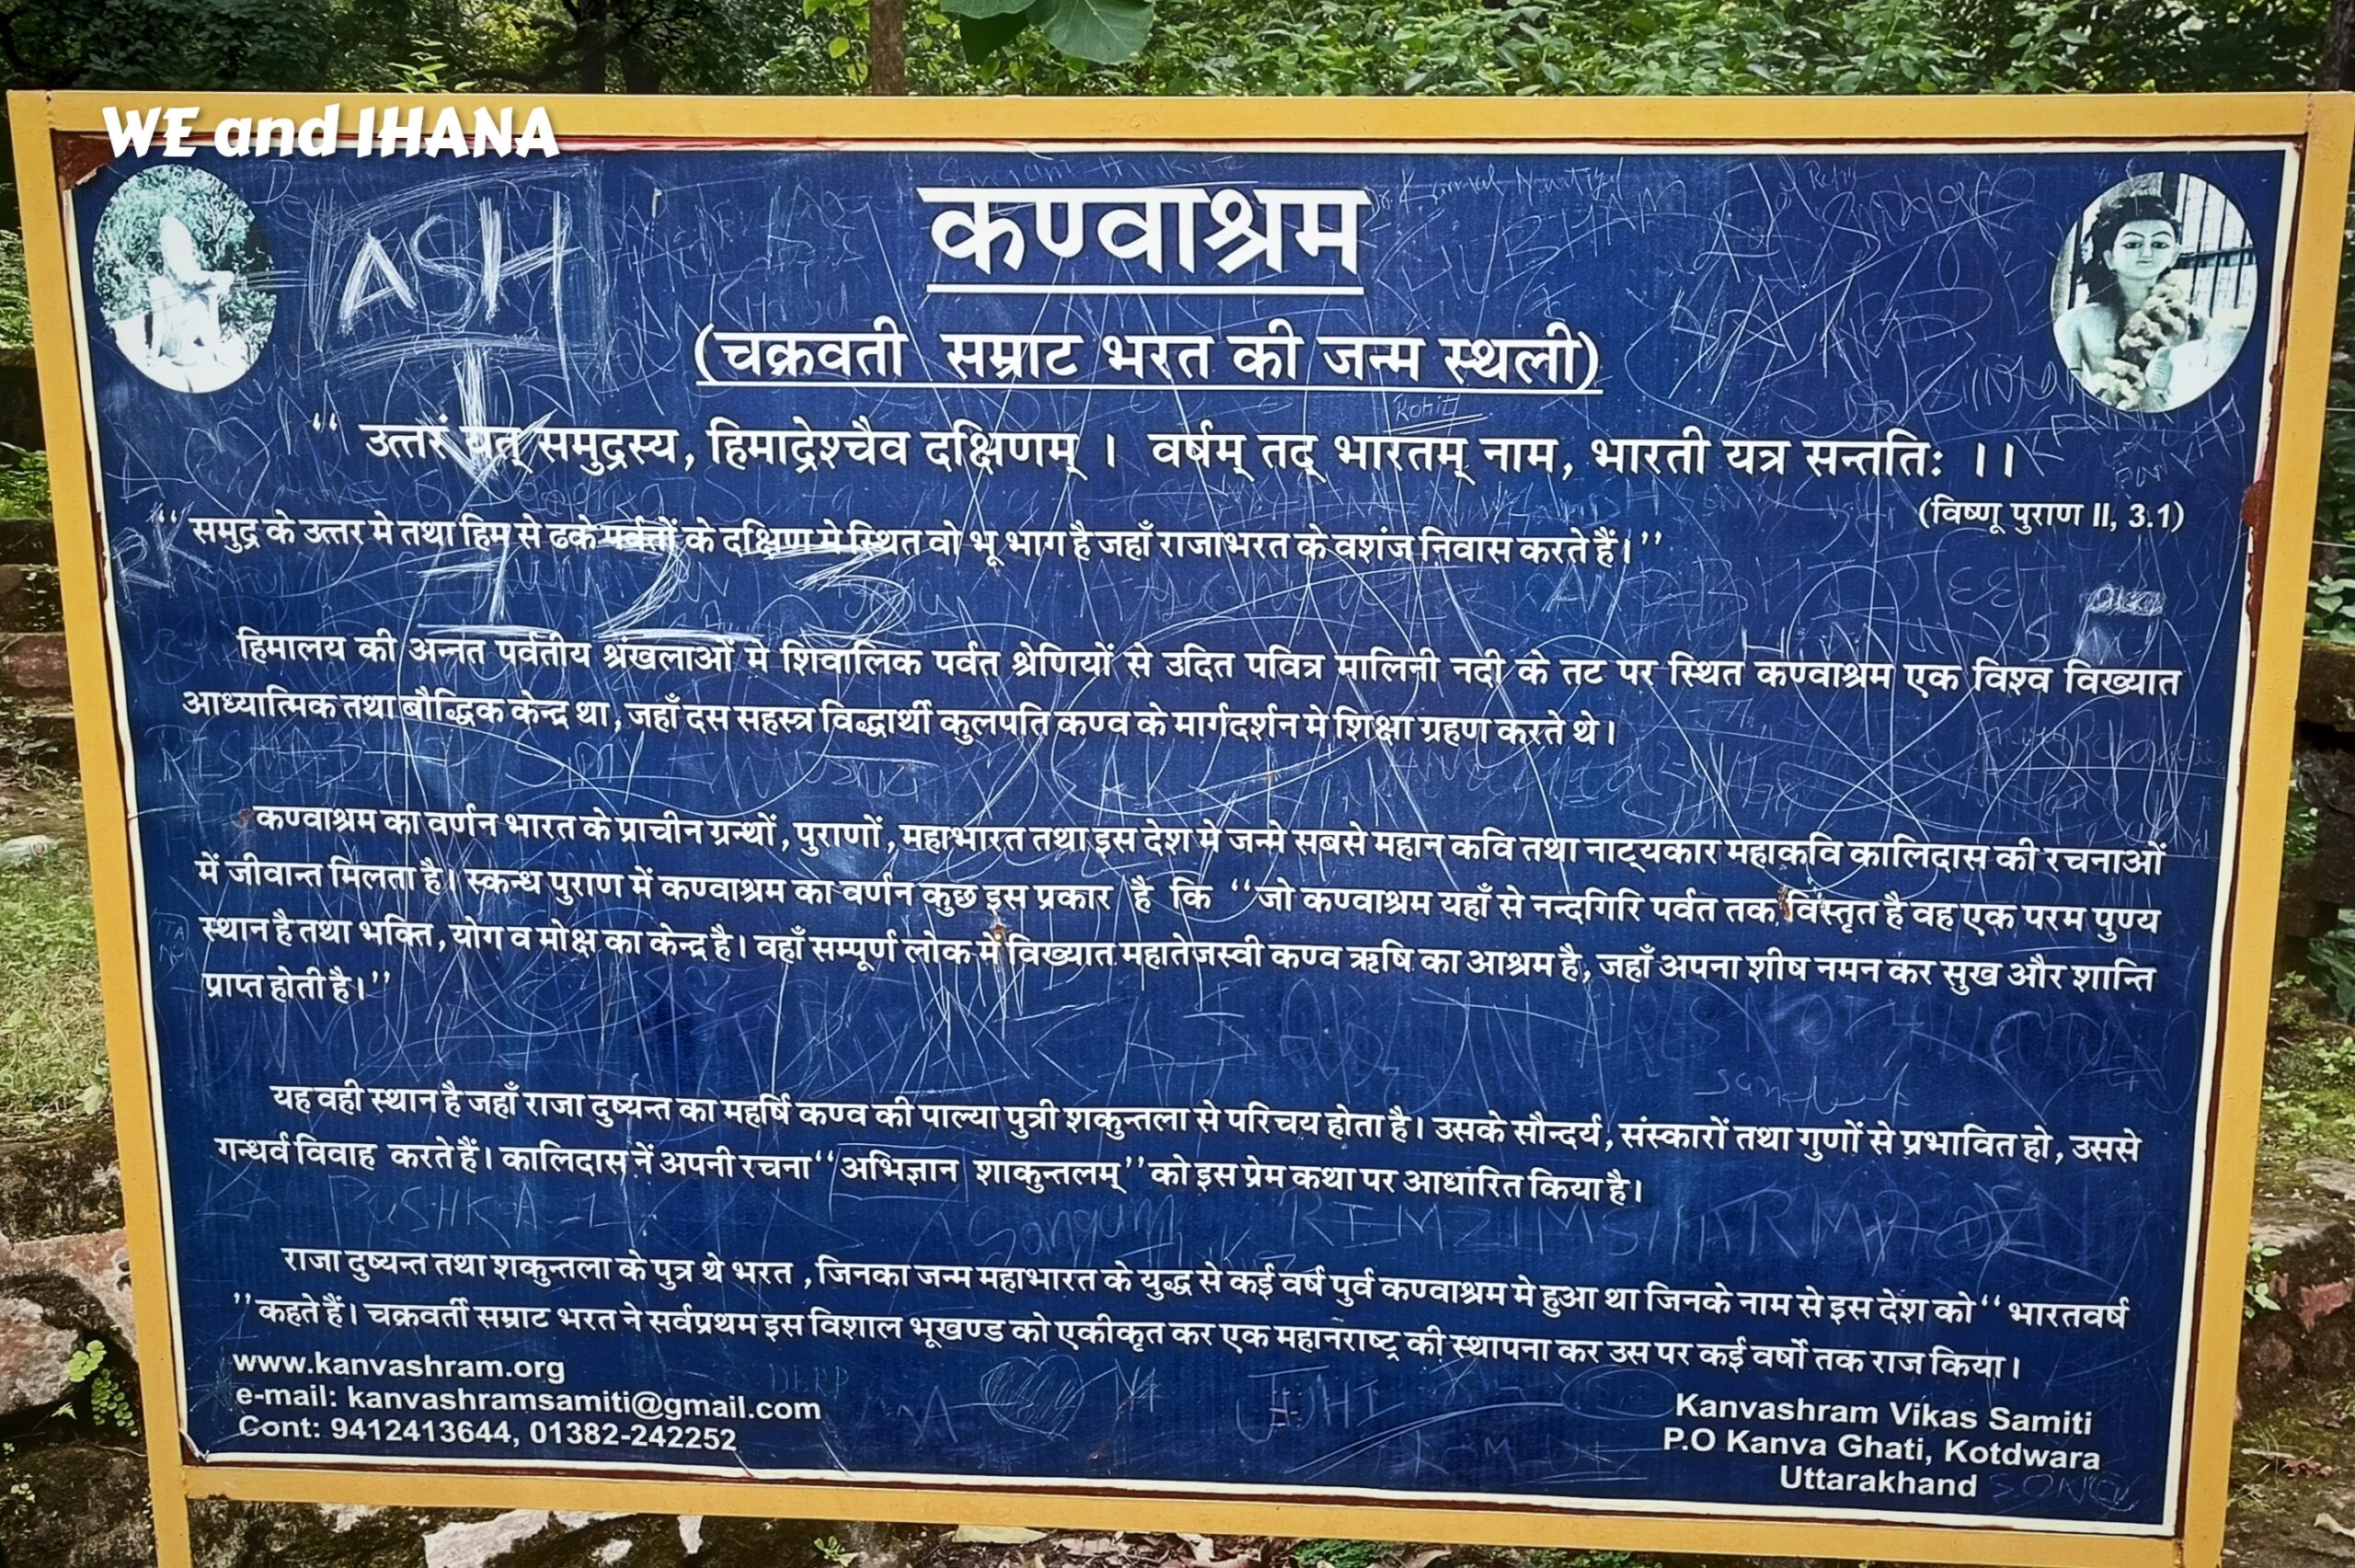 WE and IHANA
कण्वाश्रम
(चक्रवती सम्राट भरत की जन्म स्थली)
“ उत्तरं यत् समुद्रस्य, हिमाद्रेश्चैव दक्षिणम् । वर्षम् तद् भारतम् नाम, भारती यत्र सन्ततिः ।।
(विष्णू पुराण II, 3.1)
“ समुद्र के उत्तर मे तथा हिम से ढके पर्वतों के दक्षिण मे स्थित वो भू भाग है जहाँ राजा भरत के वशंज निवास करते हैं।”
हिमालय की अन्नत पर्वतीय श्रंखलाओं मे शिवालिक पर्वत श्रेणियों से उदित पवित्र मालिनी नदी के तट पर स्थित कण्वाश्रम एक विश्व विख्यात
आध्यात्मिक तथा बौद्धिक केन्द्र था, जहाँ दस सहस्त्र विद्धार्थी कुलपति कण्व के मार्गदर्शन मे शिक्षा ग्रहण करते थे।
कण्वाश्रम का वर्णन भारत के प्राचीन ग्रन्थों, पुराणों, महाभारत तथा इस देश मे जन्मे सबसे महान कवि तथा नाट्यकार महाकवि कालिदास की रचनाओं
में जीवान्त मिलता है। स्कन्ध पुराण में कण्वाश्रम का वर्णन कुछ इस प्रकार है कि “जो कण्वाश्रम यहाँ से नन्दगिरि पर्वत तक विस्तृत है वह एक परम पुण्य
स्थान है तथा भक्ति, योग व मोक्ष का केन्द्र है। वहाँ सम्पूर्ण लोक में विख्यात महातेजस्वी कण्व ऋषि का आश्रम है, जहाँ अपना शीष नमन कर सुख और शान्ति
प्राप्त होती है।”
यह वही स्थान है जहाँ राजा दुष्यन्त का महर्षि कण्व की पाल्या पुत्री शकुन्तला से परिचय होता है। उसके सौन्दर्य, संस्कारों तथा गुणों से प्रभावित हो, उससे
गन्धर्व विवाह करते हैं। कालिदास नें अपनी रचना “अभिज्ञान शाकुन्तलम्” को इस प्रेम कथा पर आधारित किया है।
राजा दुष्यन्त तथा शकुन्तला के पुत्र थे भरत , जिनका जन्म महाभारत के युद्ध से कई वर्ष पुर्व कण्वाश्रम मे हुआ था जिनके नाम से इस देश को “ भारतवर्ष
” कहते हैं। चक्रवर्ती सम्राट भरत ने सर्वप्रथम इस विशाल भूखण्ड को एकीकृत कर एक महानराष्ट्र की स्थापना कर उस पर कई वर्षो तक राज किया।
www.kanvashram.org
e-mail: kanvashramsamiti@gmail.com
Cont: 9412413644, 01382-242252
Kanvashram Vikas Samiti
P.O Kanva Ghati, Kotdwara
Uttarakhand
ASH